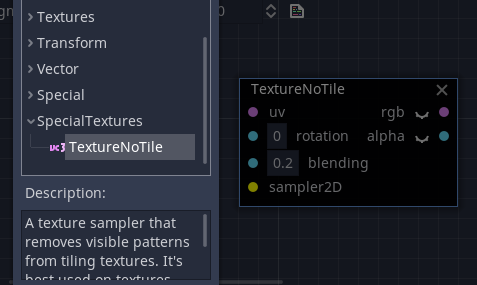 Textures
Transform
Vector
Special
SpecialTextures
TextureNoTile
Description:
A texture sampler that
removes visible patterns
from tiling textures. It's
best used on textures
TextureNoTile
uv rgb
0 rotation alpha
0.2 blending
sampler2D